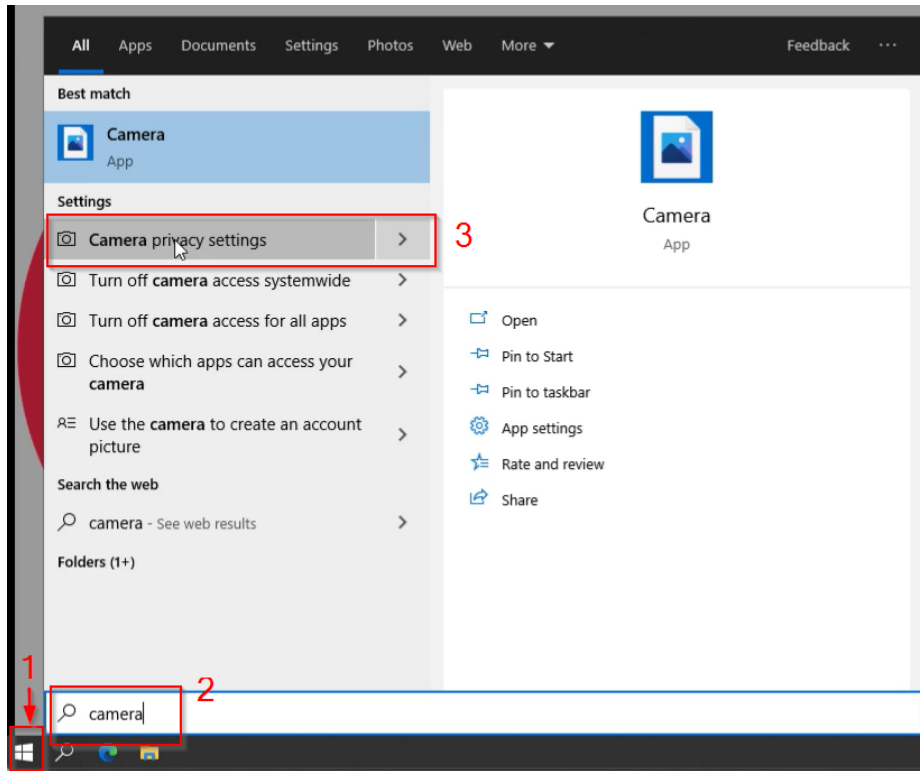 All Apps Documents Settings Photos Web More Feedback ...
Best match
Camera
App
Settings
Camera privacy settings
3
Turn off camera access systemwide
Turn off camera access for all apps
Choose which apps can access your
camera
Use the camera to create an account
picture
Search the web
camera - See web results
Folders (1+)
Camera
App
Open
Pin to Start
Pin to taskbar
App settings
Rate and review
Share
1
2
camera